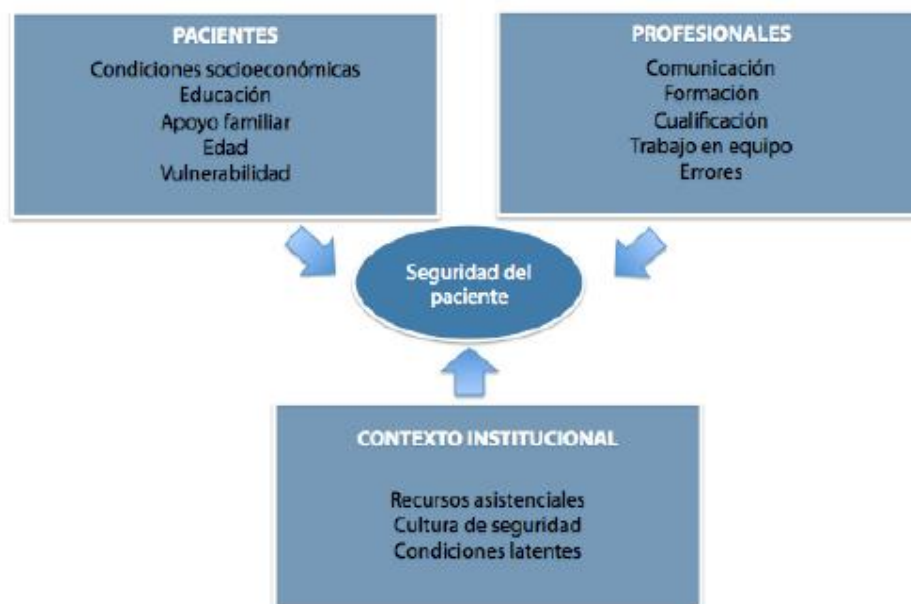 PACIENTES
Condiciones socioeconómicas
Educación
Apoyo familiar
Edad
Vulnerabilidad
PROFESIONALES
Comunicación
Formación
Cualificación
Trabajo en equipo
Errores
Seguridad del
paciente
CONTEXTO INSTITUCIONAL
Recursos asistenciales
Cultura de seguridad
Condiciones latentes